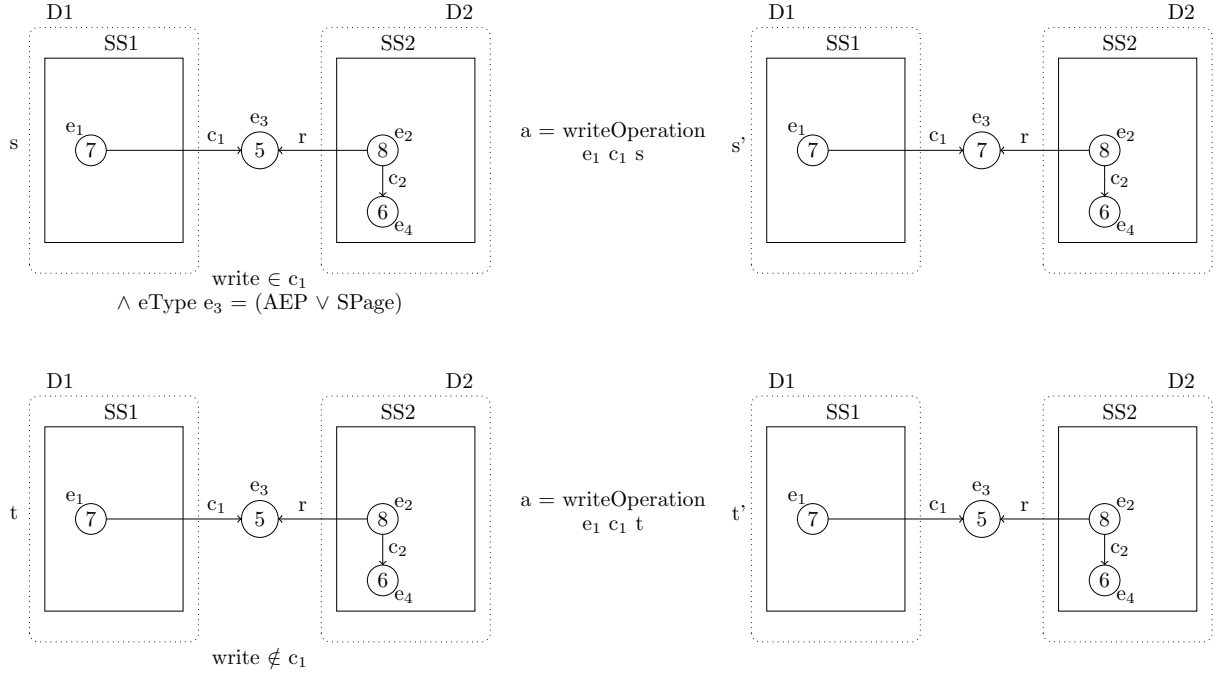 D1 D2 D1 D2
SS1 SS2 SS1 SS2
s e₁ 7 c₁ e₃ 5 r 8 e₂ a = writeOperation s' e₁ 7 c₁ e₃ 7 r 8 e₂
e₁ c₁ s
c₂ c₂
6 e₄ 6 e₄
write ∈ c₁
∧ eType e₃ = (AEP ∨ SPage)
D1 D2 D1 D2
SS1 SS2 SS1 SS2
t e₁ 7 c₁ e₃ 5 r 8 e₂ a = writeOperation t' e₁ 7 c₁ e₃ 5 r 8 e₂
e₁ c₁ t
c₂ c₂
6 e₄ 6 e₄
write ∉ c₁